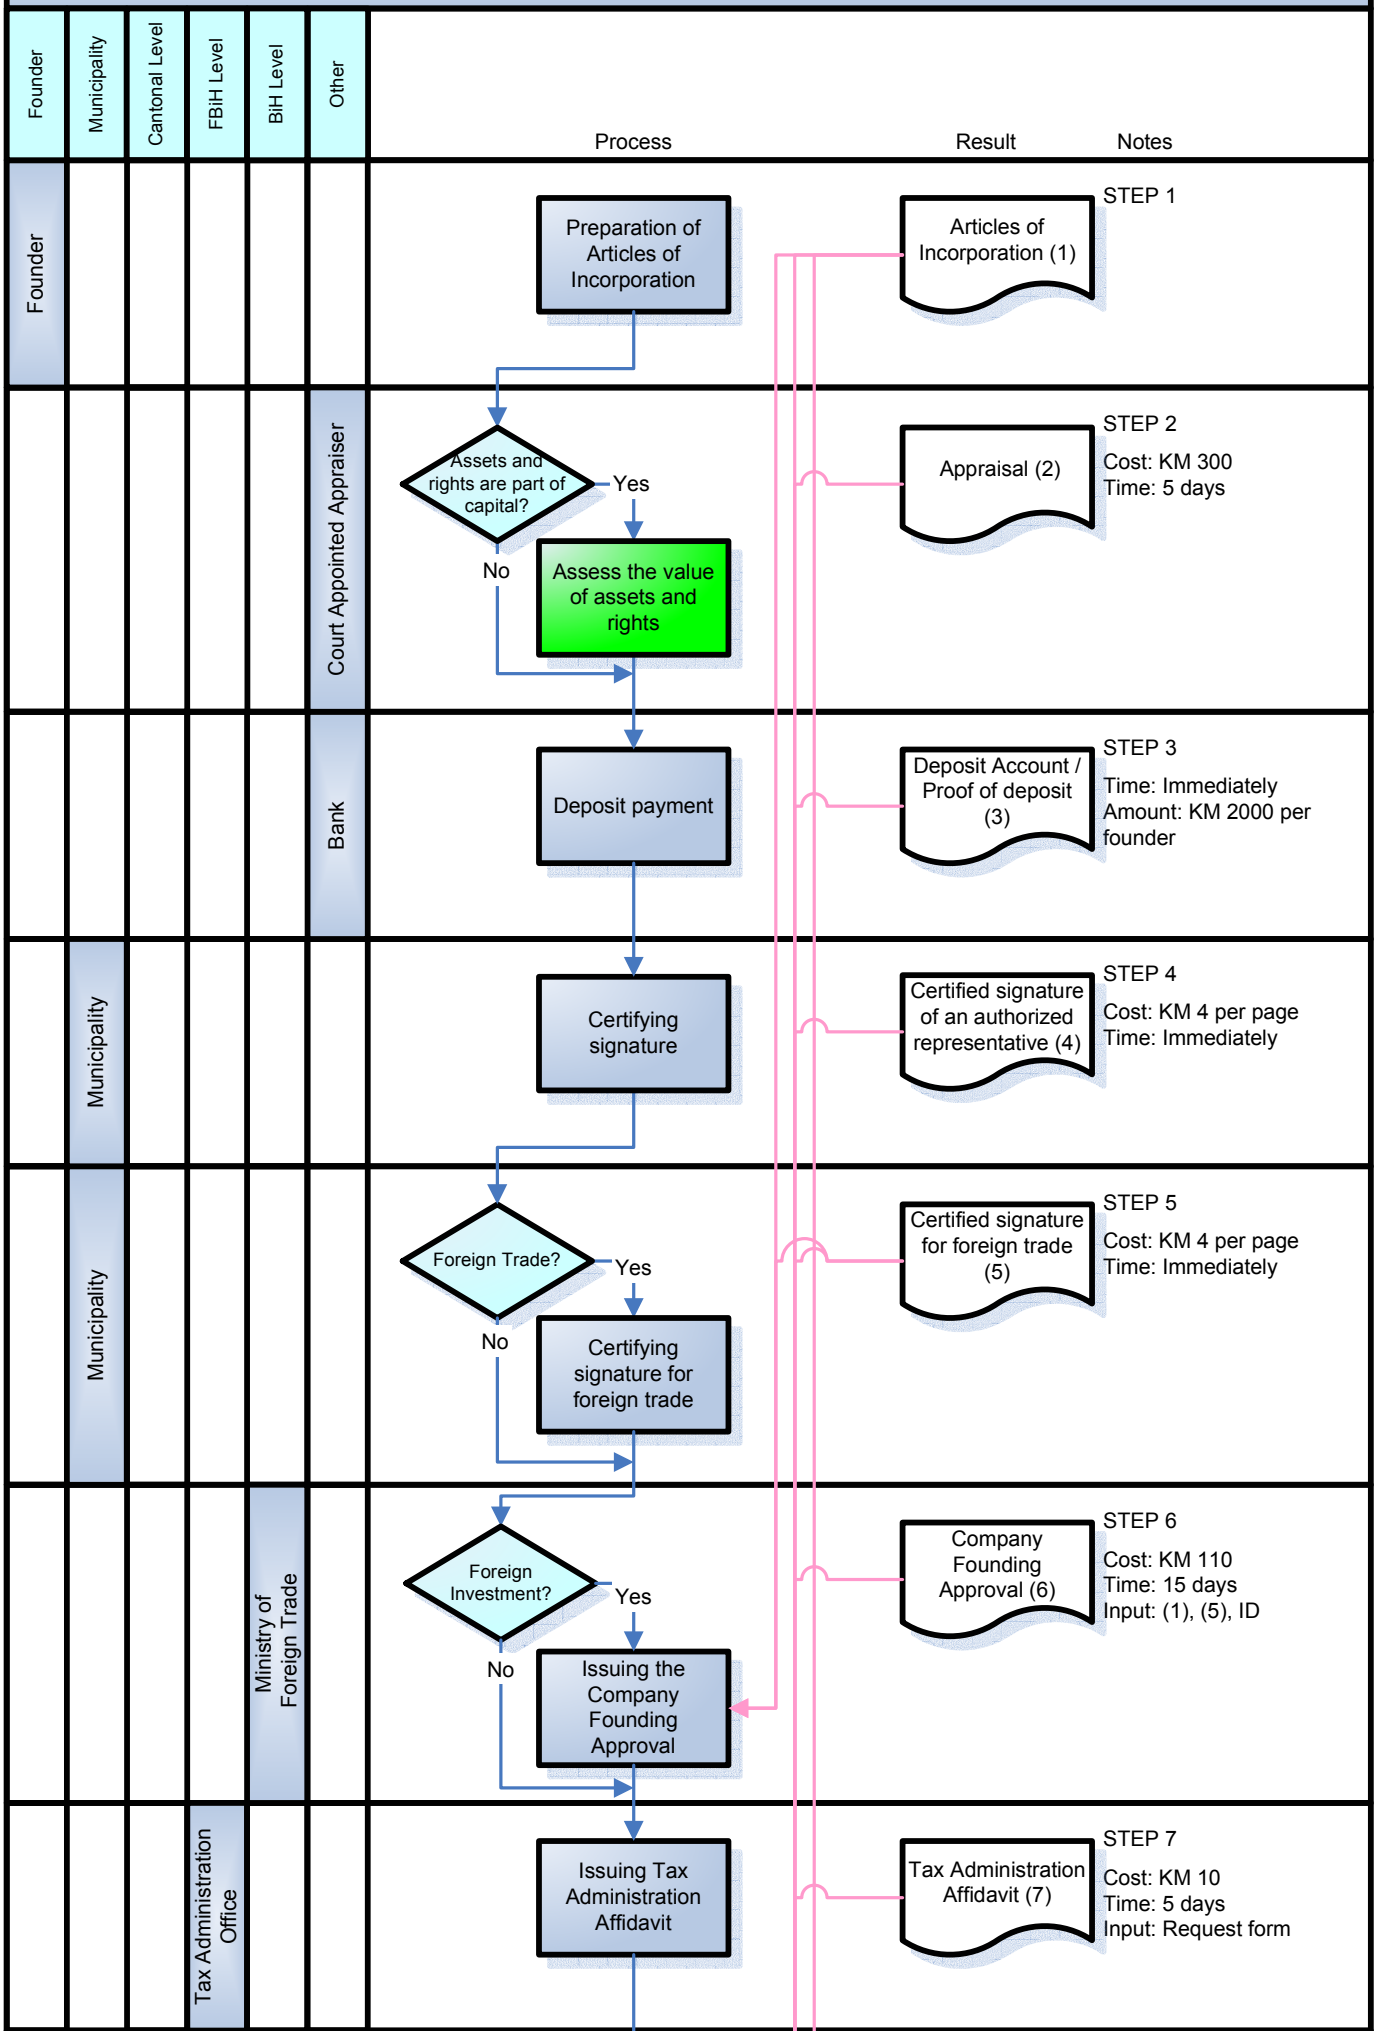 Founder
Municipality
Cantonal Level
FBiH Level
BiH Level
Other
Process
Result
Notes
Founder
Preparation of
Articles of
Incorporation
Articles of
Incorporation (1)
STEP 1
Court Appointed Appraiser
Assets and
rights are part of
capital?
Yes
No
Assess the value
of assets and
rights
Appraisal (2)
STEP 2
Cost: KM 300
Time: 5 days
Bank
Deposit payment
Deposit Account /
Proof of deposit
(3)
STEP 3
Time: Immediately
Amount: KM 2000 per
founder
Municipality
Certifying
signature
Certified signature
of an authorized
representative (4)
STEP 4
Cost: KM 4 per page
Time: Immediately
Municipality
Foreign Trade?
Yes
No
Certifying
signature for
foreign trade
Certified signature
for foreign trade
(5)
STEP 5
Cost: KM 4 per page
Time: Immediately
Ministry of
Foreign Trade
Foreign
Investment?
Yes
No
Issuing the
Company
Founding
Approval
Company
Founding
Approval (6)
STEP 6
Cost: KM 110
Time: 15 days
Input: (1), (5), ID
Tax Administration
Office
Issuing Tax
Administration
Affidavit
Tax Administration
Affidavit (7)
STEP 7
Cost: KM 10
Time: 5 days
Input: Request form